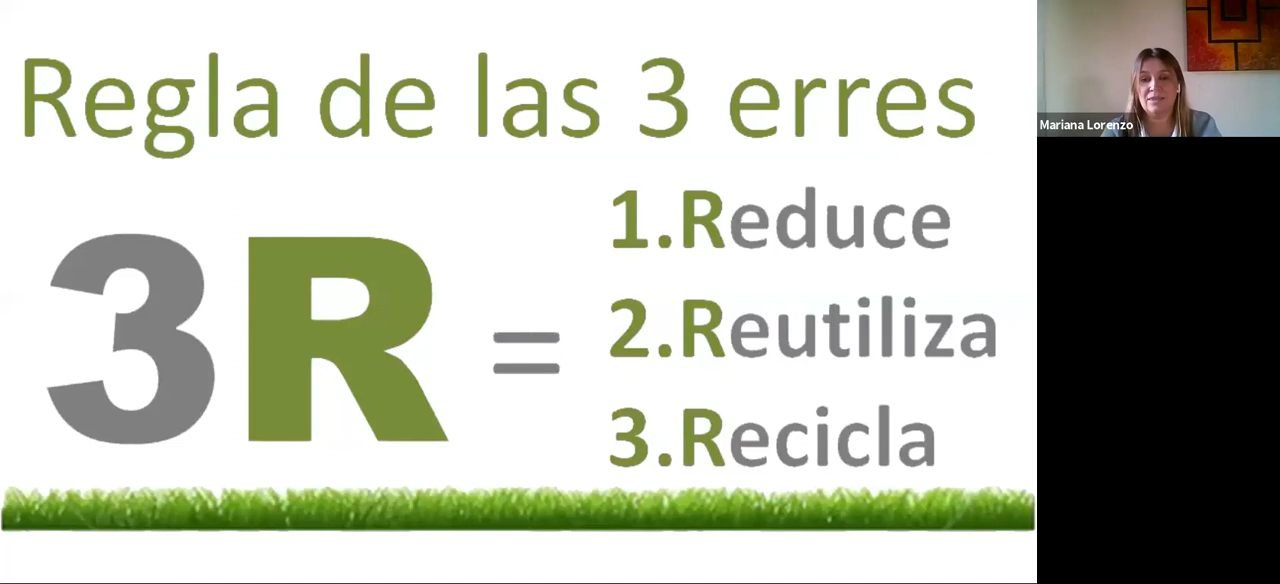 Regla de las 3 erres
3R =
1.Reduce
2.Reutiliza
3.Recicla
Mariana Lorenzo